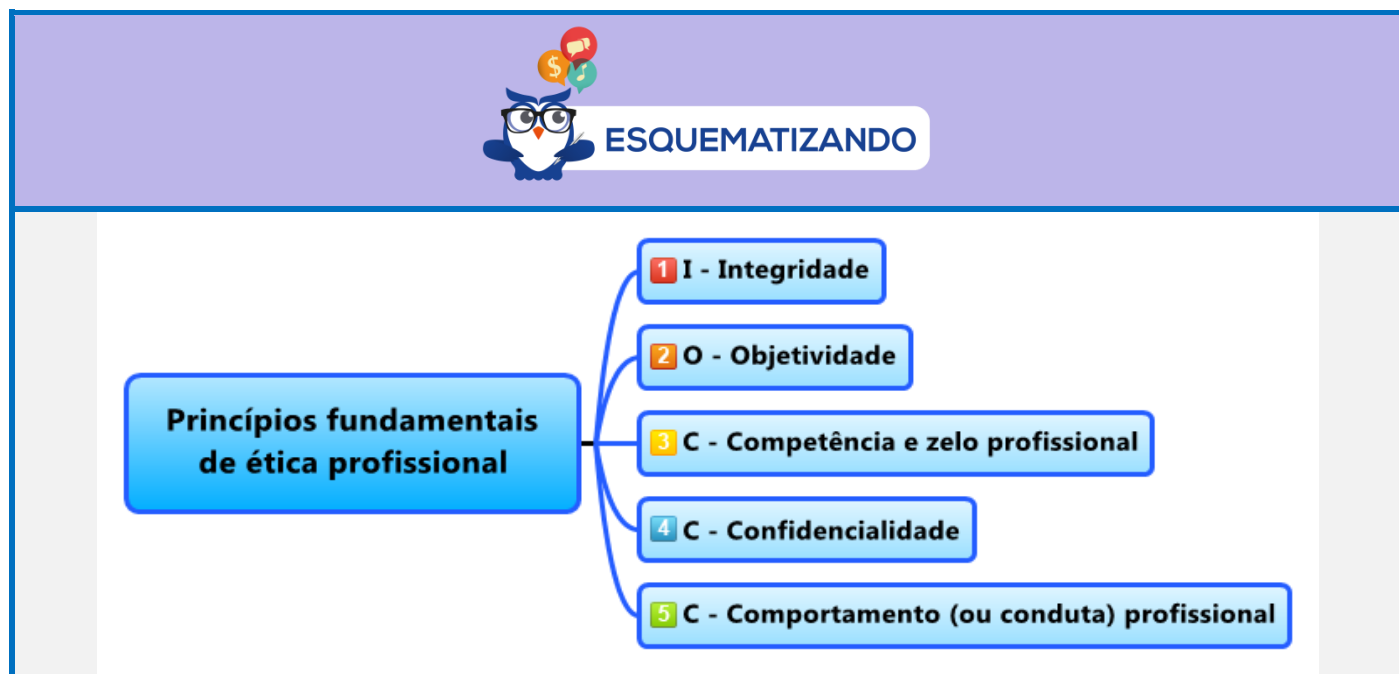 $
ESQUEMATIZANDO
Princípios fundamentais
de ética profissional
1 I - Integridade
2 O - Objetividade
3 C - Competência e zelo profissional
4 C - Confidencialidade
5 C - Comportamento (ou conduta) profissional